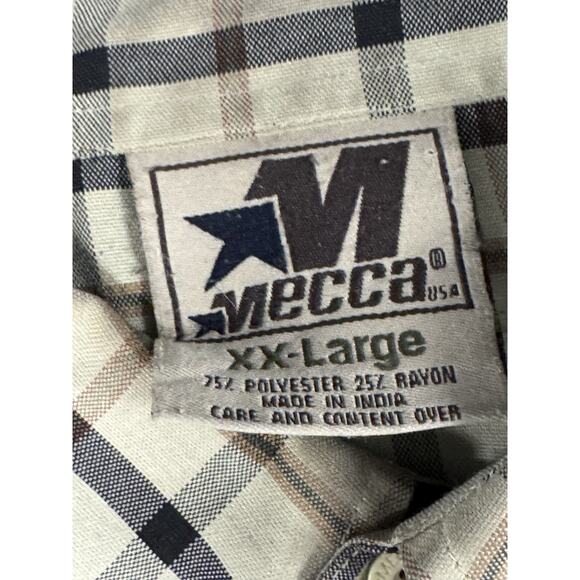 M
mecca® USA
XX-Large
75% POLYESTER 25% RAYON
MADE IN INDIA
CARE AND CONTENT OVER